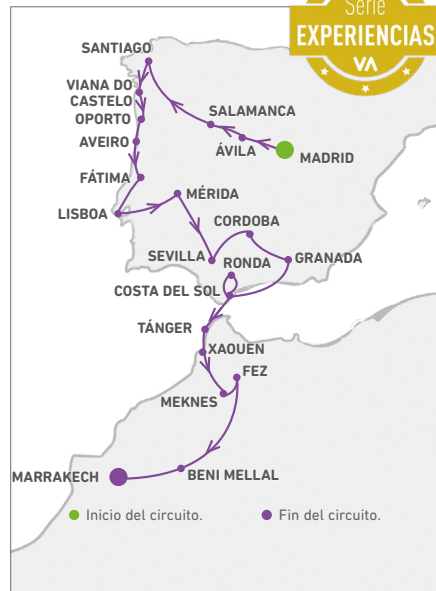 Serie
EXPERIENCIAS
VA
SANTIAGO
VIANA DO
CASTELO
OPORTO
AVEIRO
FÁTIMA
LISBOA
SALAMANCA
ÁVILA
MADRID
MÉRIDA
CORDOBA
SEVILLA
RONDA
GRANADA
COSTA DEL SOL
TÁNGER
XAOUEN
FEZ
MEKNES
MARRAKECH
BENI MELLAL
Inicio del circuito.
Fin del circuito.